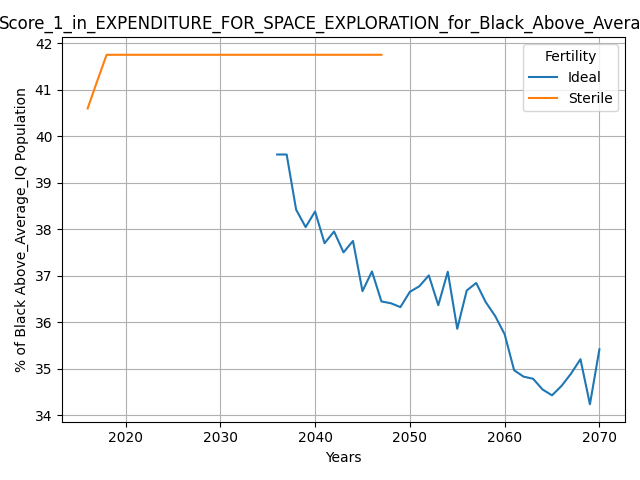 Score_1_in_EXPENDITURE_FOR_SPACE_EXPLORATION_for_Black_Above_Avera
42
41
40
39
38
37
36
35
34
% of Black Above_Average_IQ Population
Fertility
Ideal
Sterile
2020 2030 2040 2050 2060 2070
Years